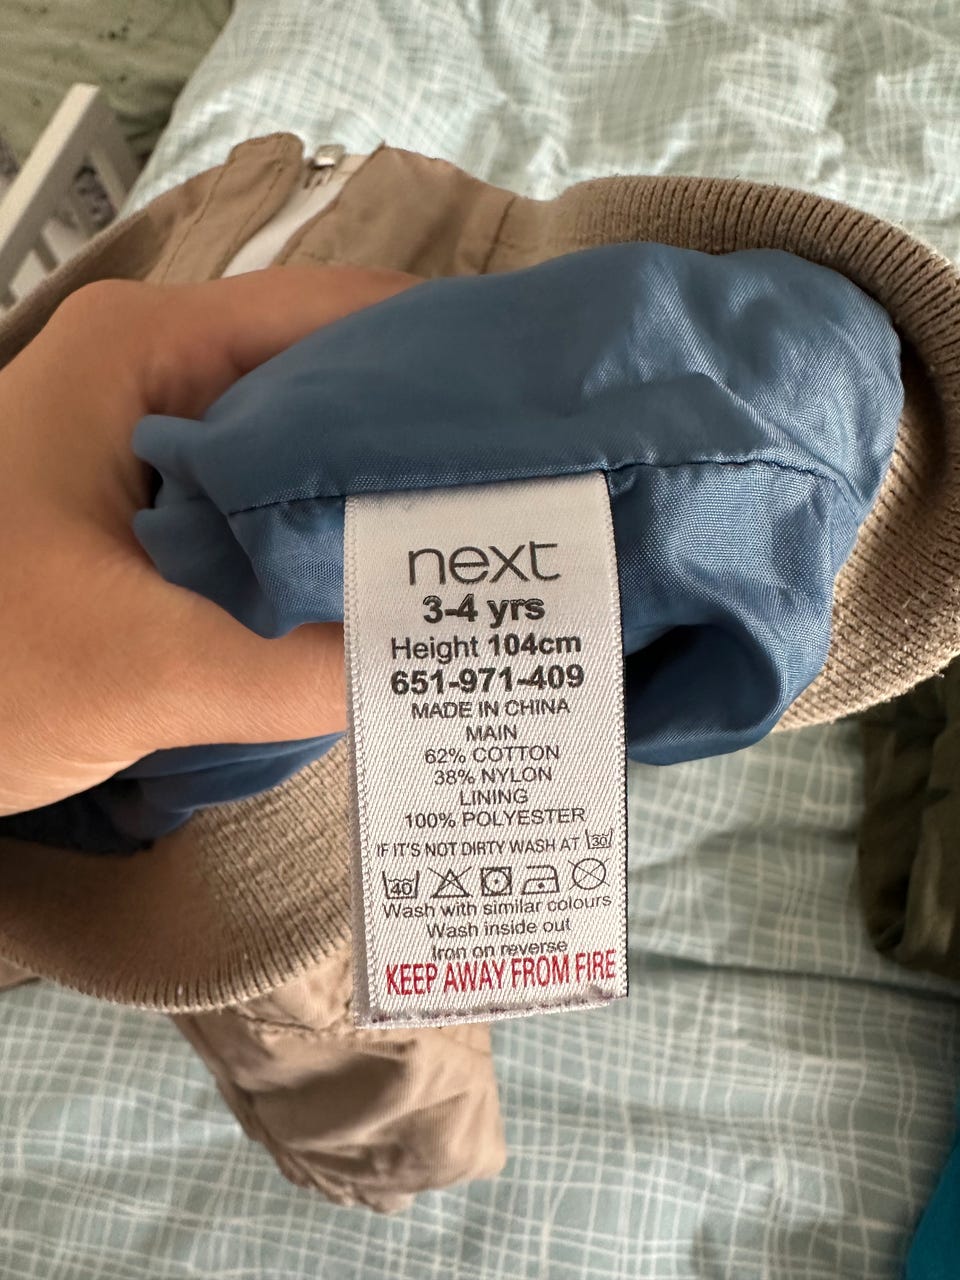 next
3-4 yrs
Height 104cm
651-971-409
MADE IN CHINA
MAIN
62% COTTON
38% NYLON
LINING
100% POLYESTER
IF IT'S NOT DIRTY WASH AT 30
40
Wash with similar colours
Wash inside out
Iron on reverse
KEEP AWAY FROM FIRE